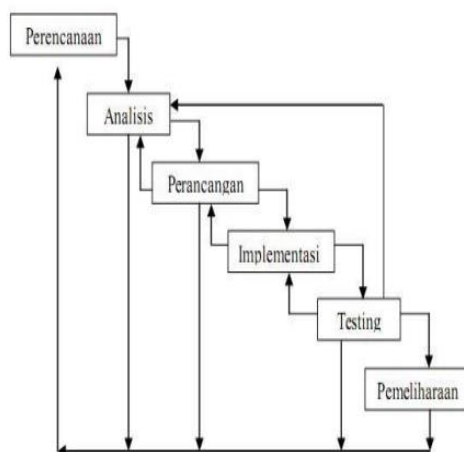 Perencanaan
Analisis
Perancangan
Implementasi
Testing
Pemeliharaan